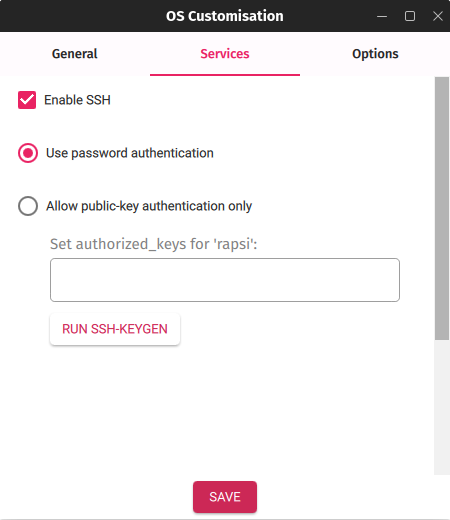 OS Customisation
General
Services
Options
Enable SSH
Use password authentication
Allow public-key authentication only
Set authorized_keys for 'rapsi':
RUN SSH-KEYGEN
SAVE